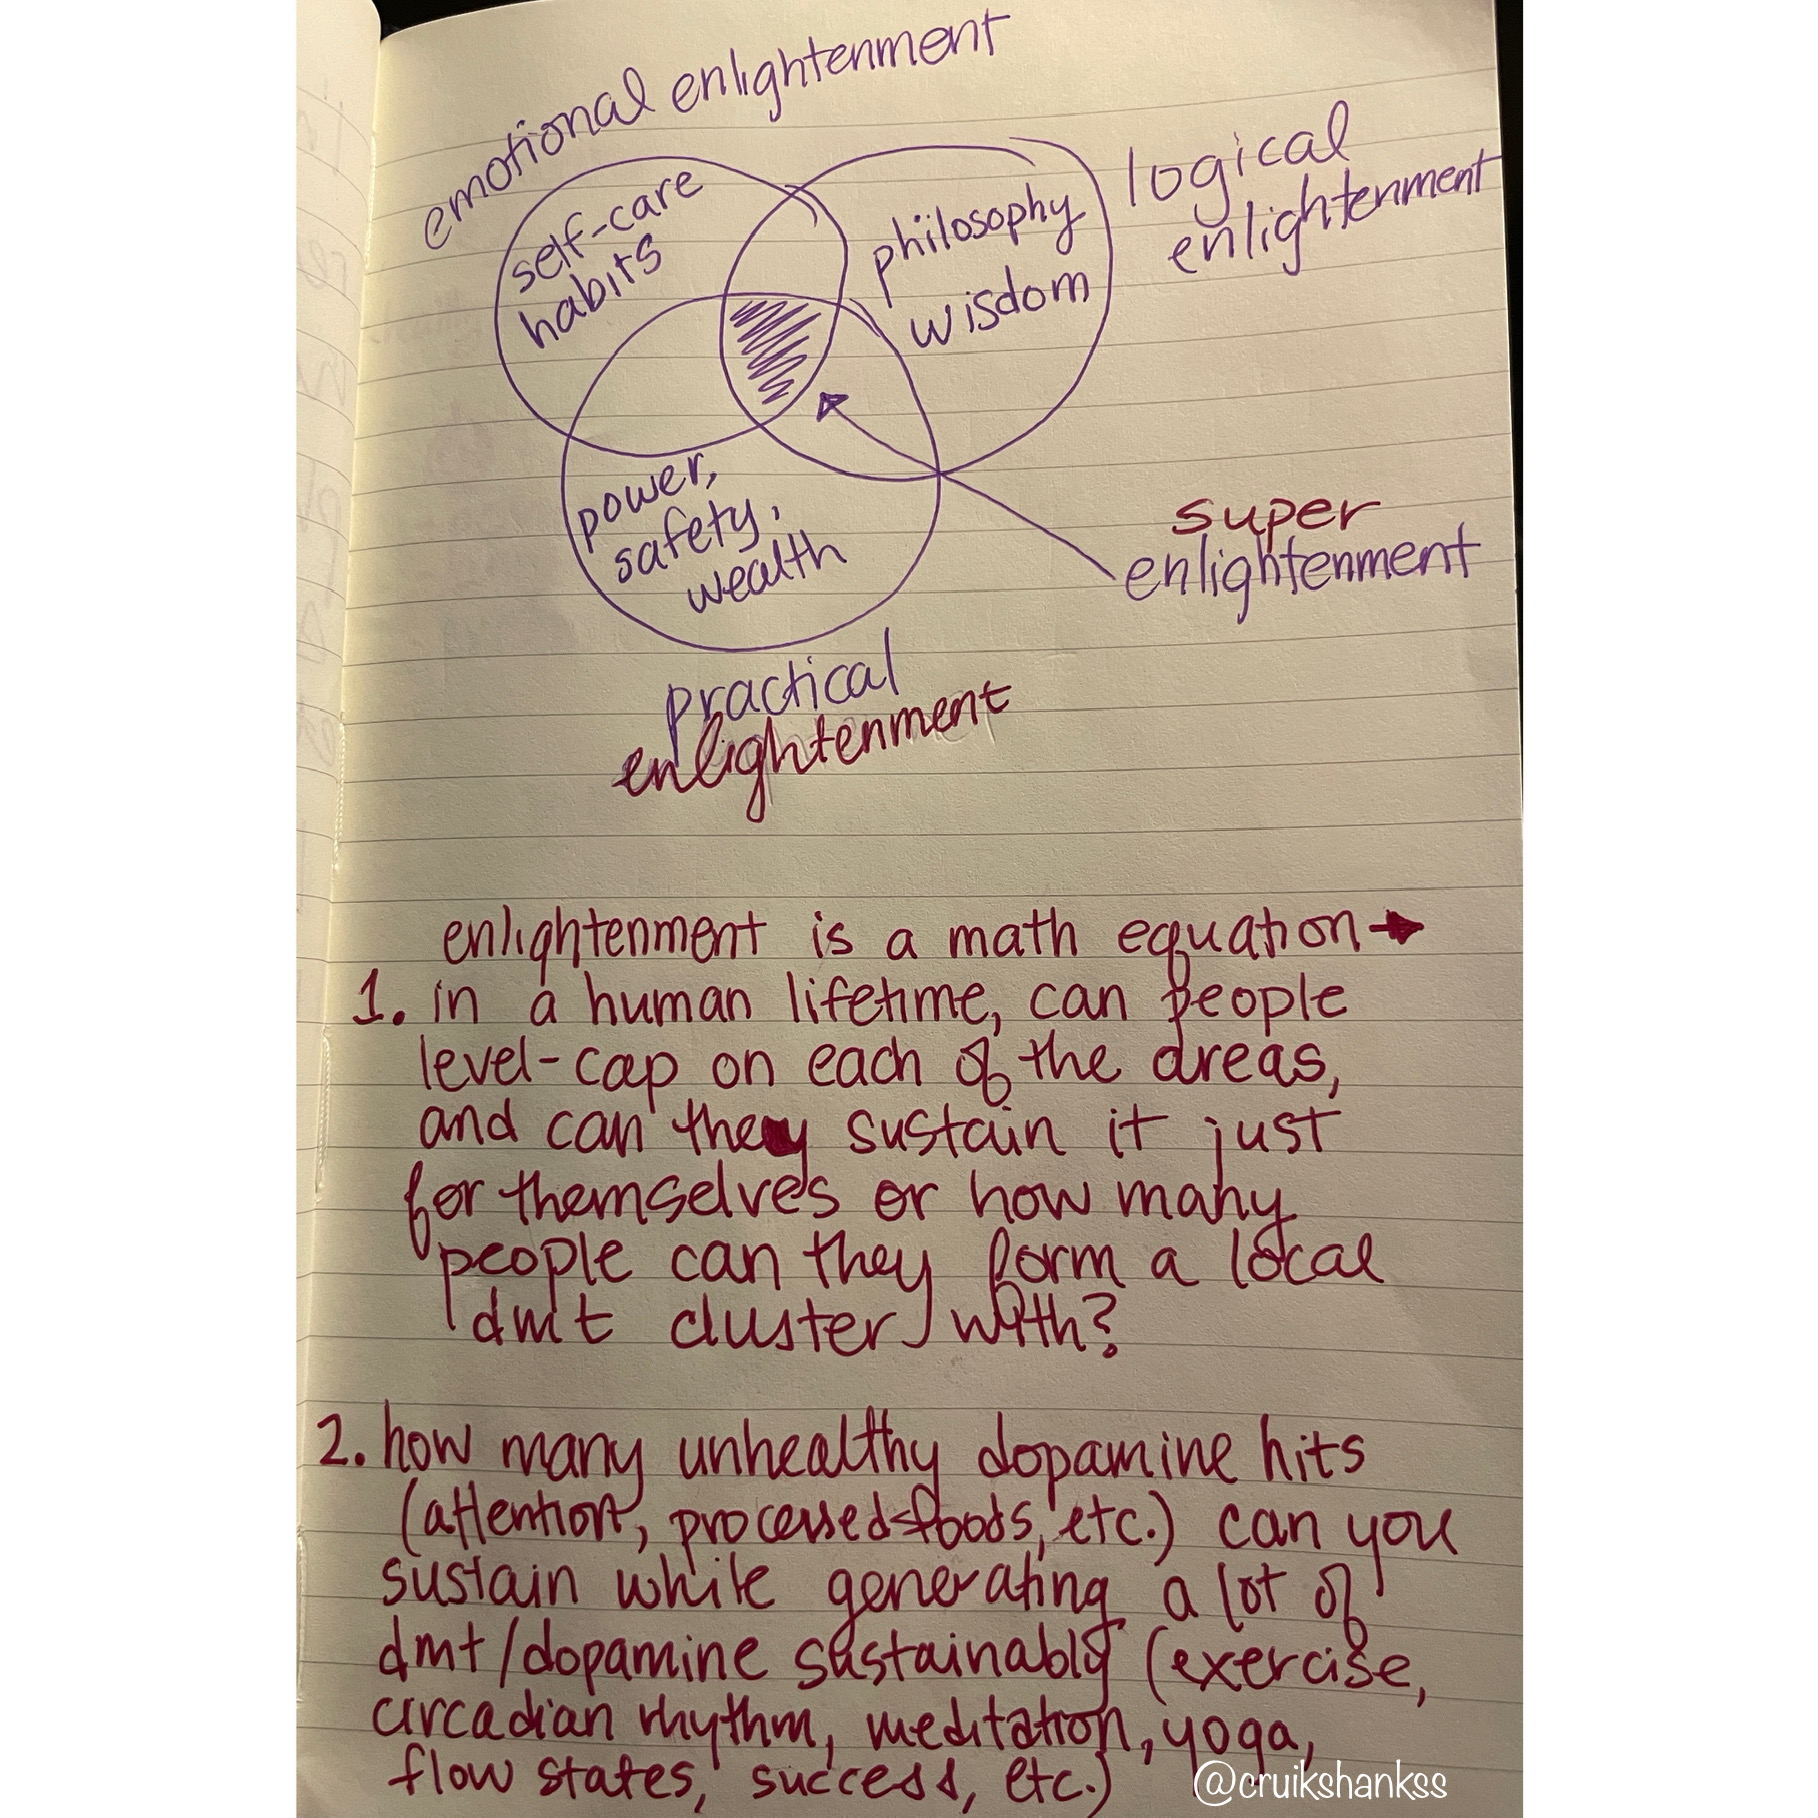 emotional enlightenment
self-care
habits
philosophy
wisdom
logical
enlightenment
power,
safety,
wealth
super
enlightenment
practical
enlightenment
enlightenment is a math equation→
1. in a human lifetime, can people
level-cap on each of the areas,
and can they sustain it just
for themselves or how many
people can they form a local
dmt cluster with?
2. how many unhealthy dopamine hits
(attention, processed foods, etc.) can you
sustain while generating a lot of
dmt/dopamine sustainably (exercise,
circadian rhythm, meditation, yoga,
flow states, success, etc.)
@cruikshankss